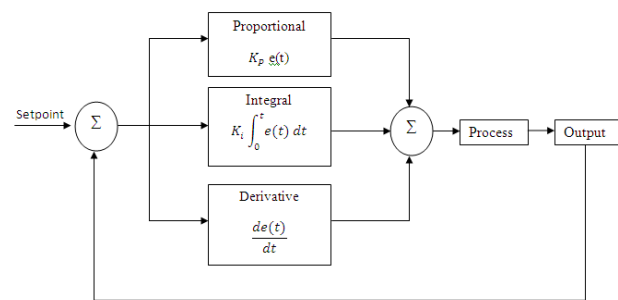 Proportional
K_p e(t)
Setpoint
Σ
Integral
K_i ∫_0^t e(t) dt
Σ
Process
Output
Derivative
de(t)
dt